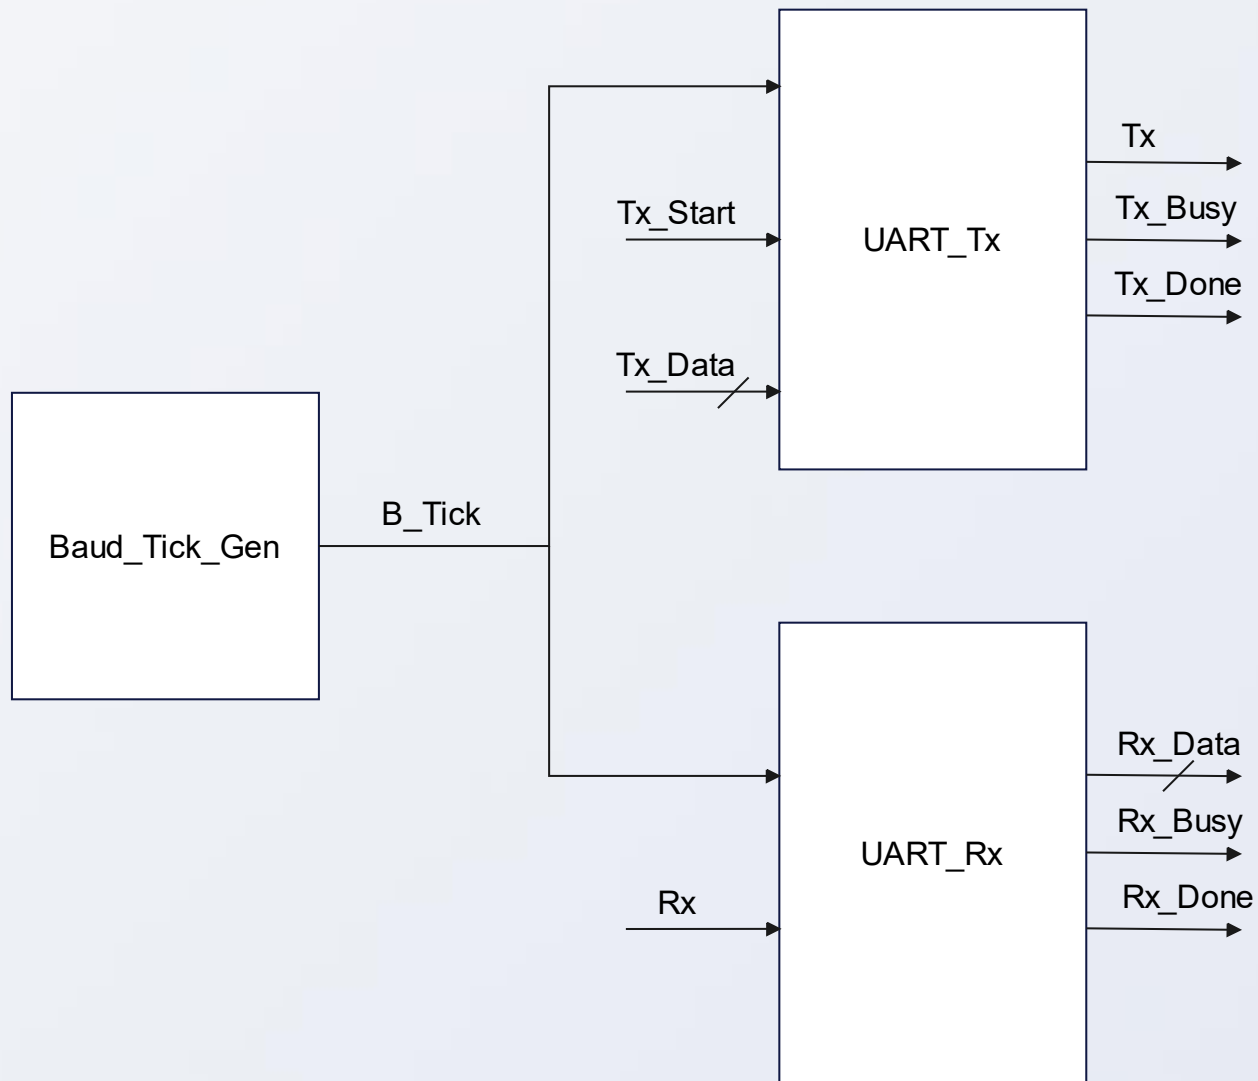 Tx
Tx_Start
Tx_Busy
UART_Tx
Tx_Done
Tx_Data
B_Tick
Baud_Tick_Gen
Rx_Data
Rx_Busy
UART_Rx
Rx_Done
Rx